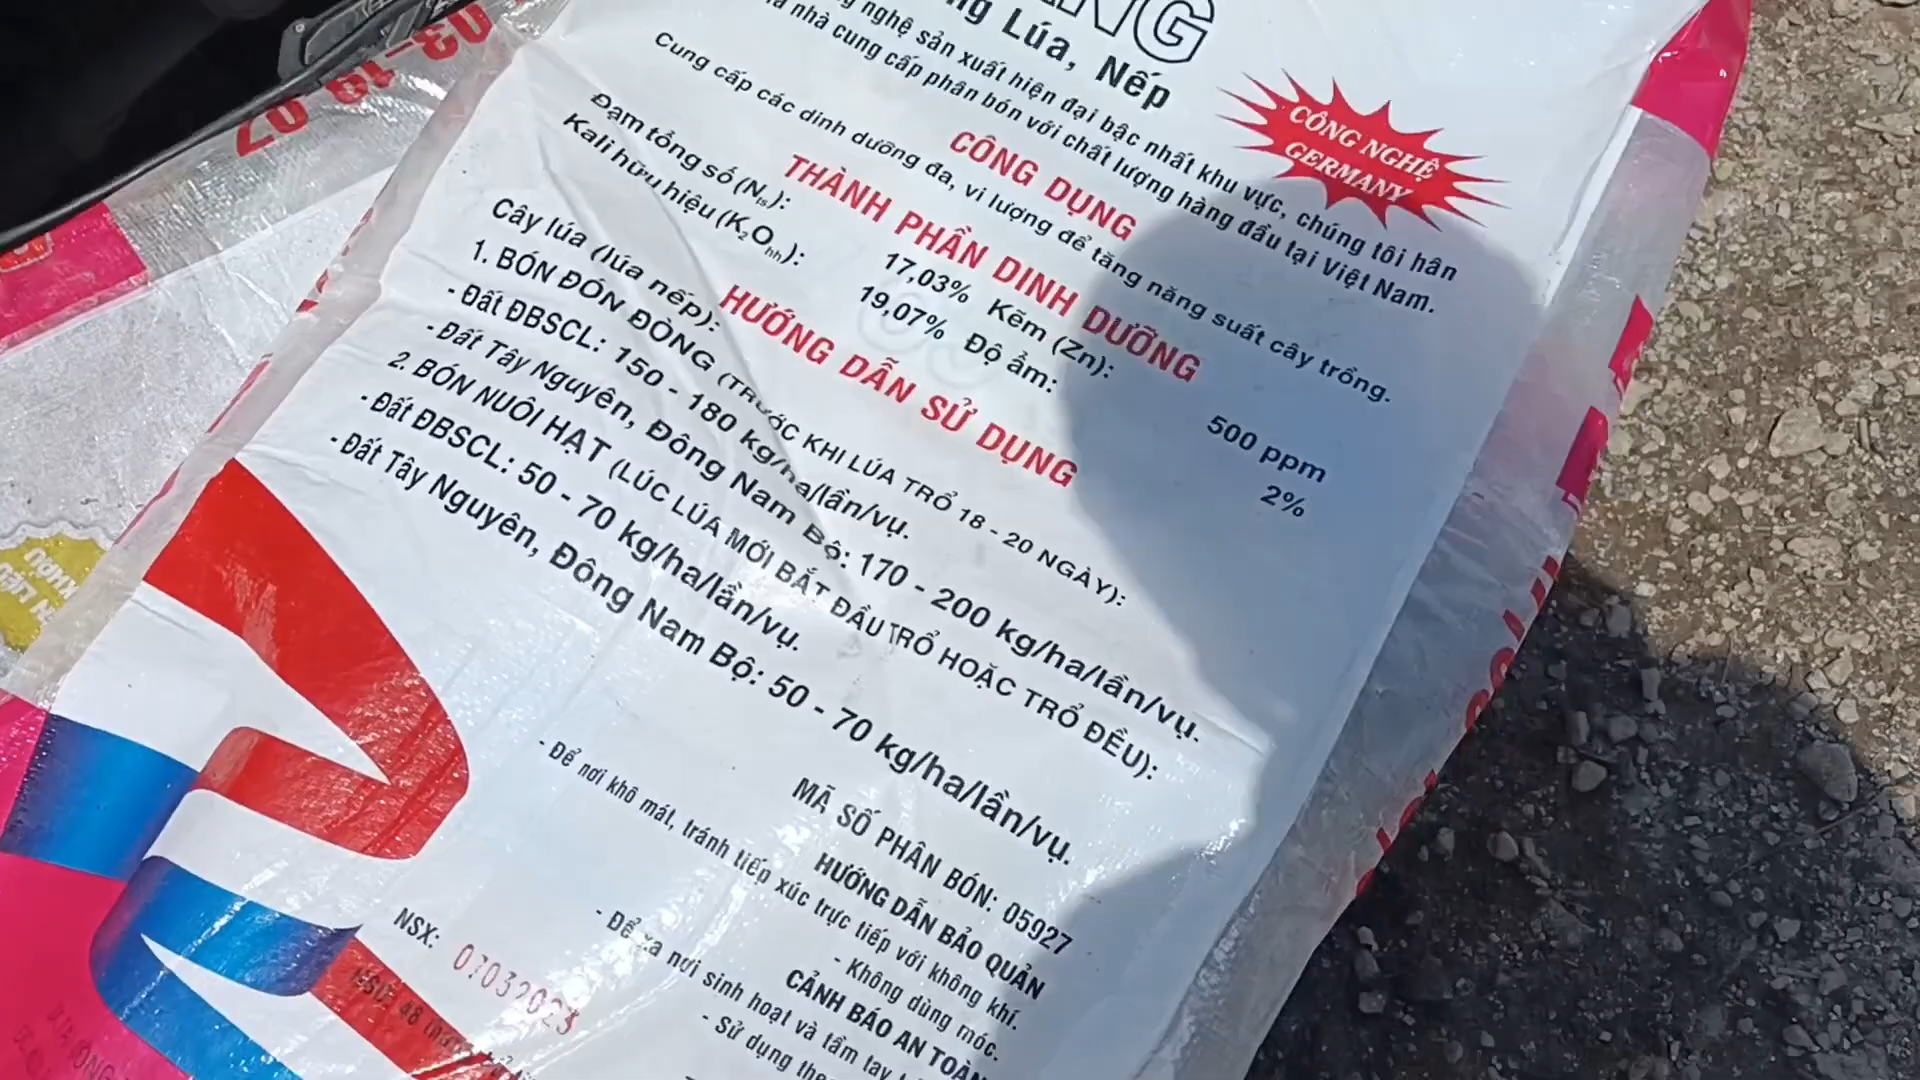 ng Lúa, Nếp
nghệ sản xuất hiện đại bậc nhất khu vực, chúng tôi hân
là nhà cung cấp phân bón với chất lượng hàng đầu tại Việt Nam.
CÔNG NGHỆ
GERMANY
CÔNG DỤNG
Cung cấp các dinh dưỡng đa, vi lượng để tăng năng suất cây trồng.
THÀNH PHẦN DINH DƯỠNG
Đạm tổng số (Nts): 17,03% Kẽm (Zn): 500 ppm
Kali hữu hiệu (K2Ohh): 19,07% Độ ẩm: 2%
HƯỚNG DẪN SỬ DỤNG
Cây lúa (lúa nếp):
1. BÓN ĐÓN ĐÒNG (TRƯỚC KHI LÚA TRỔ 18 - 20 NGÀY):
- Đất ĐBSCL: 150 - 180 kg/ha/lần/vụ.
- Đất Tây Nguyên, Đông Nam Bộ: 170 - 200 kg/ha/lần/vụ.
2. BÓN NUÔI HẠT (LÚC LÚA MỚI BẮT ĐẦU TRỔ HOẶC TRỔ ĐỀU):
- Đất ĐBSCL: 50 - 70 kg/ha/lần/vụ.
- Đất Tây Nguyên, Đông Nam Bộ: 50 - 70 kg/ha/lần/vụ.
MÃ SỐ PHÂN BÓN: 05927
HƯỚNG DẪN BẢO QUẢN
- Để nơi khô mát, tránh tiếp xúc trực tiếp với không khí.
- Không dùng móc.
CẢNH BÁO AN TOÀN
- Để xa nơi sinh hoạt và tầm tay
- Sử dụng theo
NSX: 07032023
03-19-07